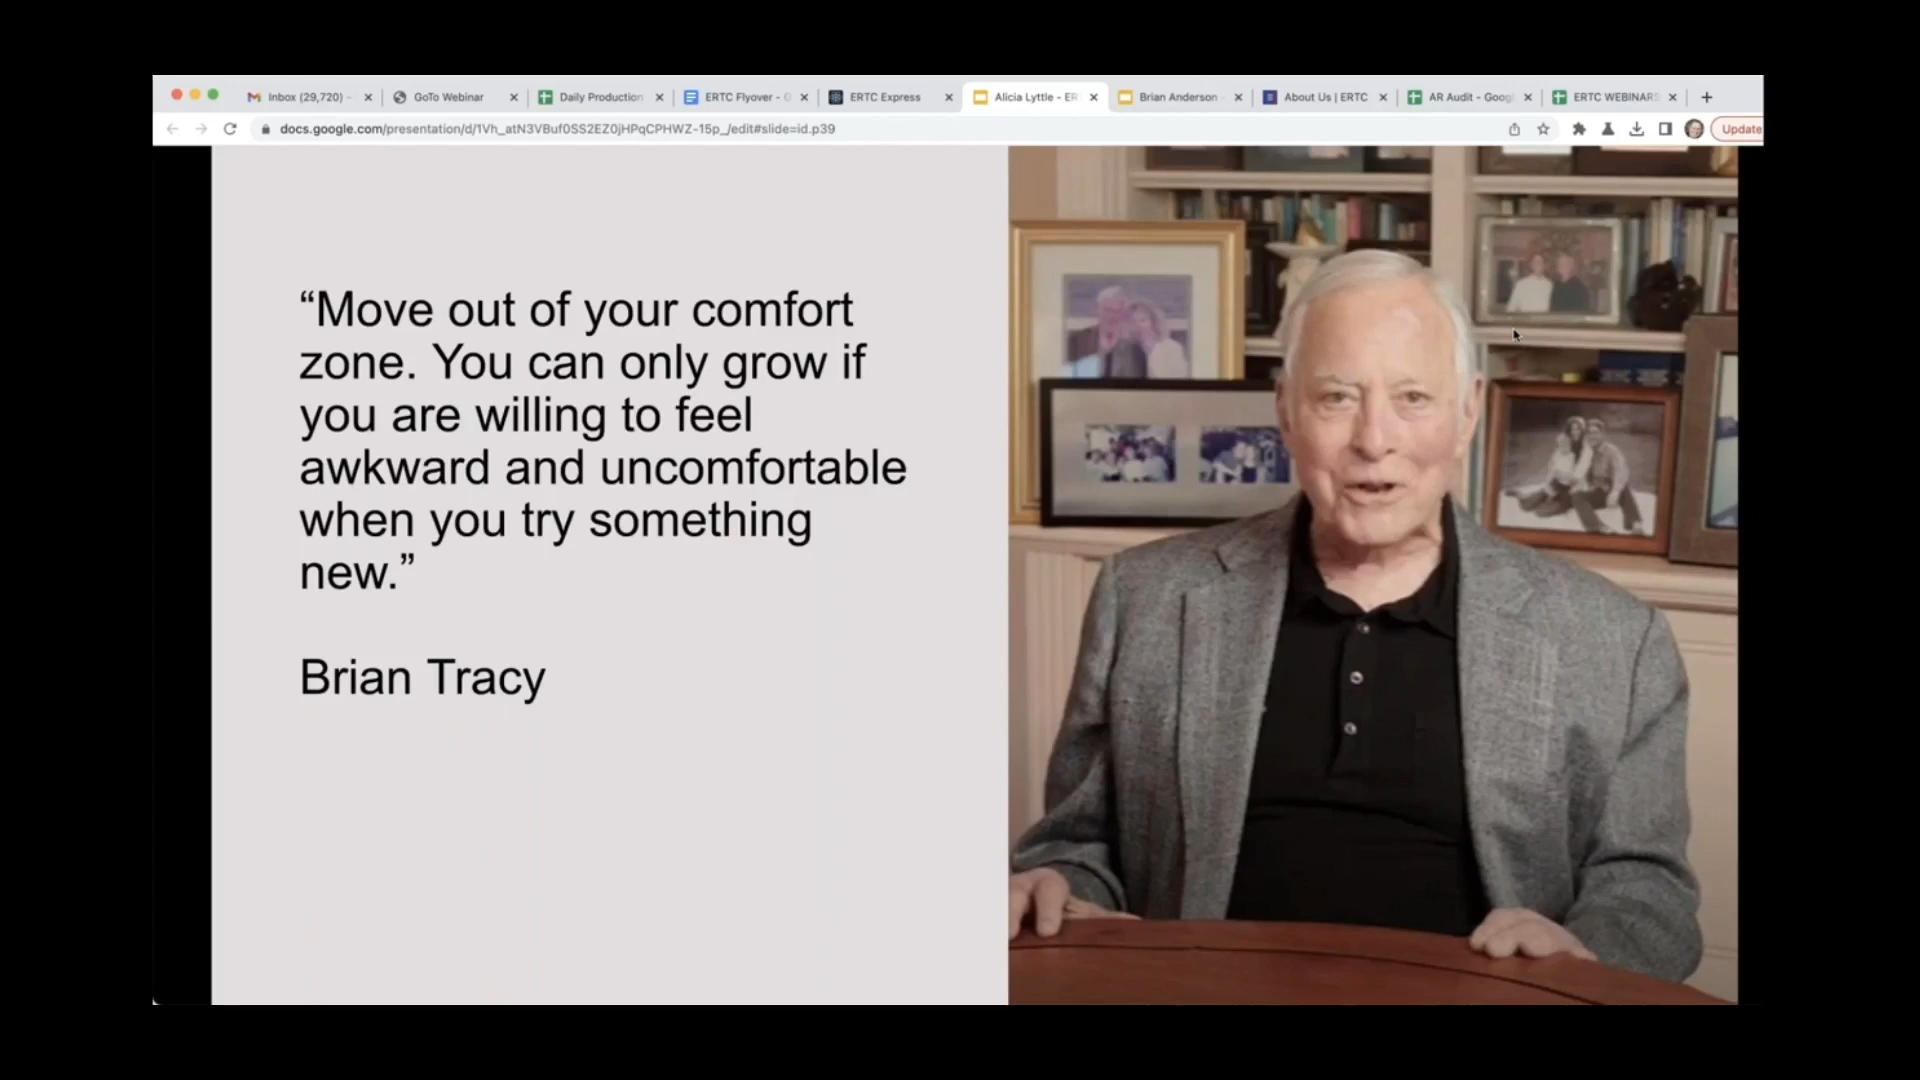 Inbox (29,720) -
GoTo Webinar
Daily Production
ERTC Flyover - G
ERTC Express
Alicia Lyttle - ER
Brian Anderson -
About Us | ERTC
AR Audit - Googl
ERTC WEBINARS
docs.google.com/presentation/d/1Vh_atN3VBuf0SS2EZ0jHPqCPHWZ-15p_/edit#slide=id.p39
Update
“Move out of your comfort
zone. You can only grow if
you are willing to feel
awkward and uncomfortable
when you try something
new.”
Brian Tracy